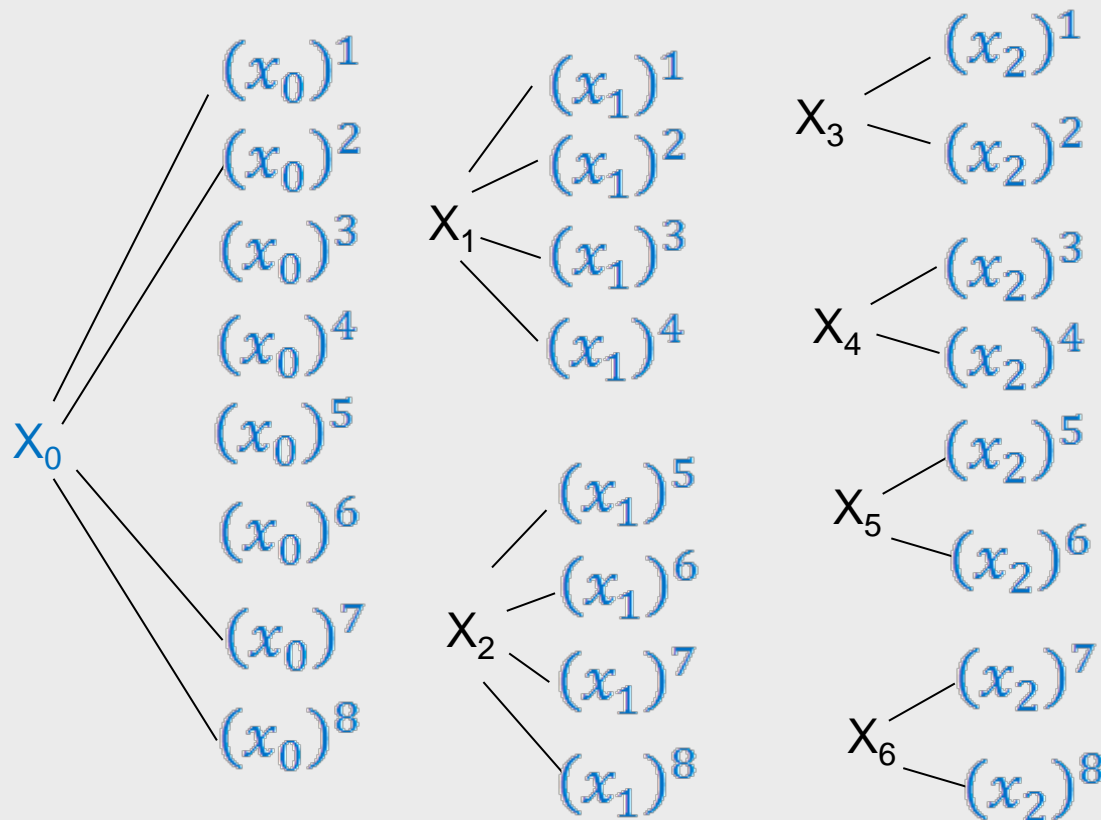 X₀
(x₀)¹
(x₀)²
(x₀)³
(x₀)⁴
(x₀)⁵
(x₀)⁶
(x₀)⁷
(x₀)⁸
X₁
(x₁)¹
(x₁)²
(x₁)³
(x₁)⁴
X₂
(x₁)⁵
(x₁)⁶
(x₁)⁷
(x₁)⁸
X₃
(x₂)¹
(x₂)²
X₄
(x₂)³
(x₂)⁴
X₅
(x₂)⁵
(x₂)�6
X₆
(x₂)⁷
(x₂)⁸